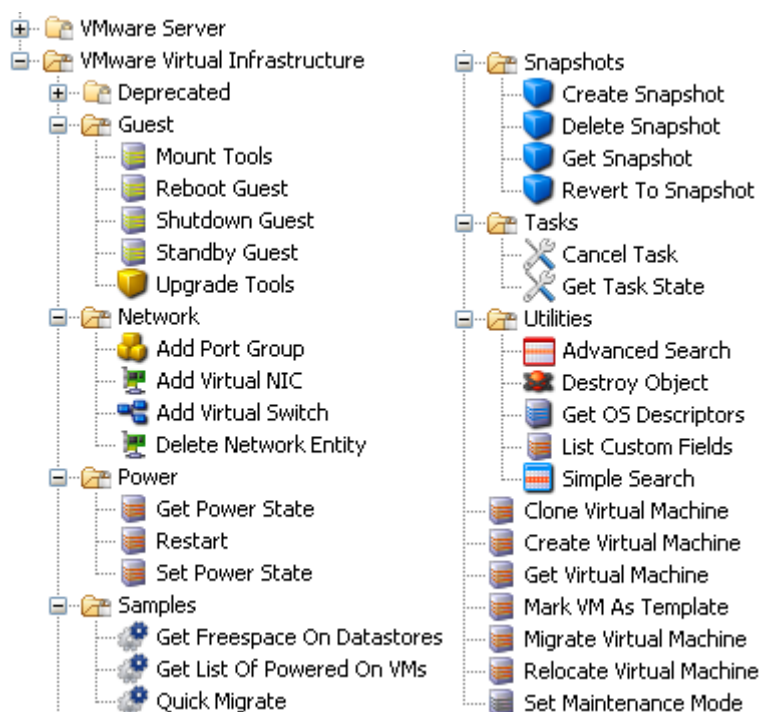 VMware Server
VMware Virtual Infrastructure
Deprecated
Guest
Mount Tools
Reboot Guest
Shutdown Guest
Standby Guest
Upgrade Tools
Network
Add Port Group
Add Virtual NIC
Add Virtual Switch
Delete Network Entity
Power
Get Power State
Restart
Set Power State
Samples
Get Freespace On Datastores
Get List Of Powered On VMs
Quick Migrate
Snapshots
Create Snapshot
Delete Snapshot
Get Snapshot
Revert To Snapshot
Tasks
Cancel Task
Get Task State
Utilities
Advanced Search
Destroy Object
Get OS Descriptors
List Custom Fields
Simple Search
Clone Virtual Machine
Create Virtual Machine
Get Virtual Machine
Mark VM As Template
Migrate Virtual Machine
Relocate Virtual Machine
Set Maintenance Mode